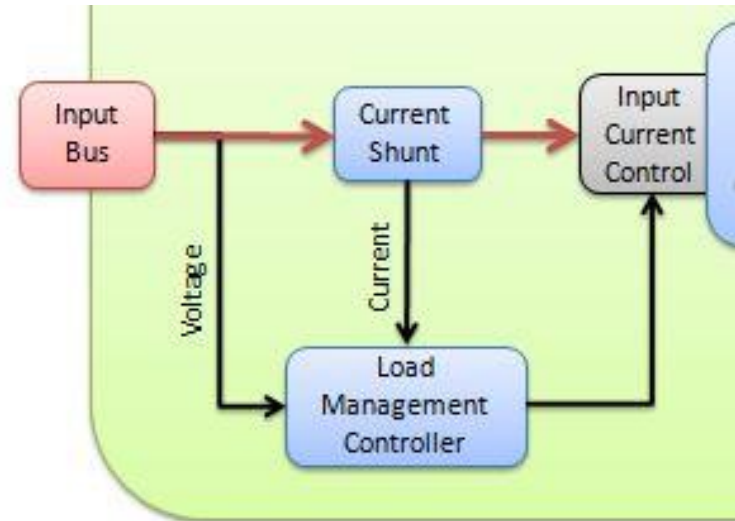 Input
Bus
Current
Shunt
Input
Current
Control
Voltage
Current
Load
Management
Controller